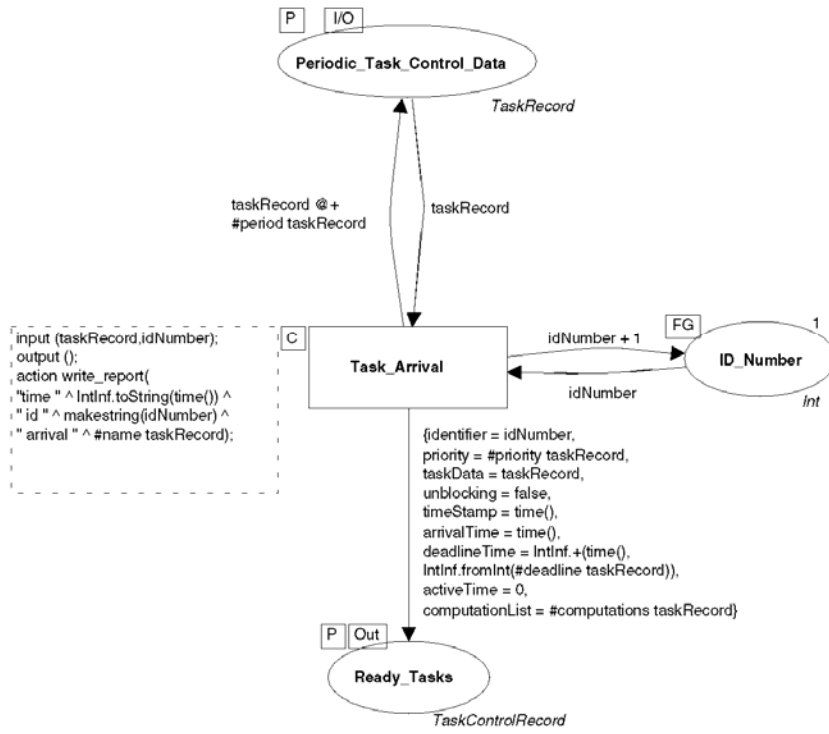 P
I/O
Periodic_Task_Control_Data
TaskRecord
taskRecord @+
#period taskRecord
taskRecord
input (taskRecord,idNumber);
output ();
action write_report(
"time " ^ IntInf.toString(time()) ^
" id " ^ makestring(idNumber) ^
" arrival " ^ #name taskRecord);
C
Task_Arrival
idNumber + 1
idNumber
FG
1
ID_Number
Int
{identifier = idNumber,
priority = #priority taskRecord,
taskData = taskRecord,
unblocking = false,
timeStamp = time(),
arrivalTime = time(),
deadlineTime = IntInf.+(time(),
IntInf.fromInt(#deadline taskRecord)),
activeTime = 0,
computationList = #computations taskRecord}
P
Out
Ready_Tasks
TaskControlRecord